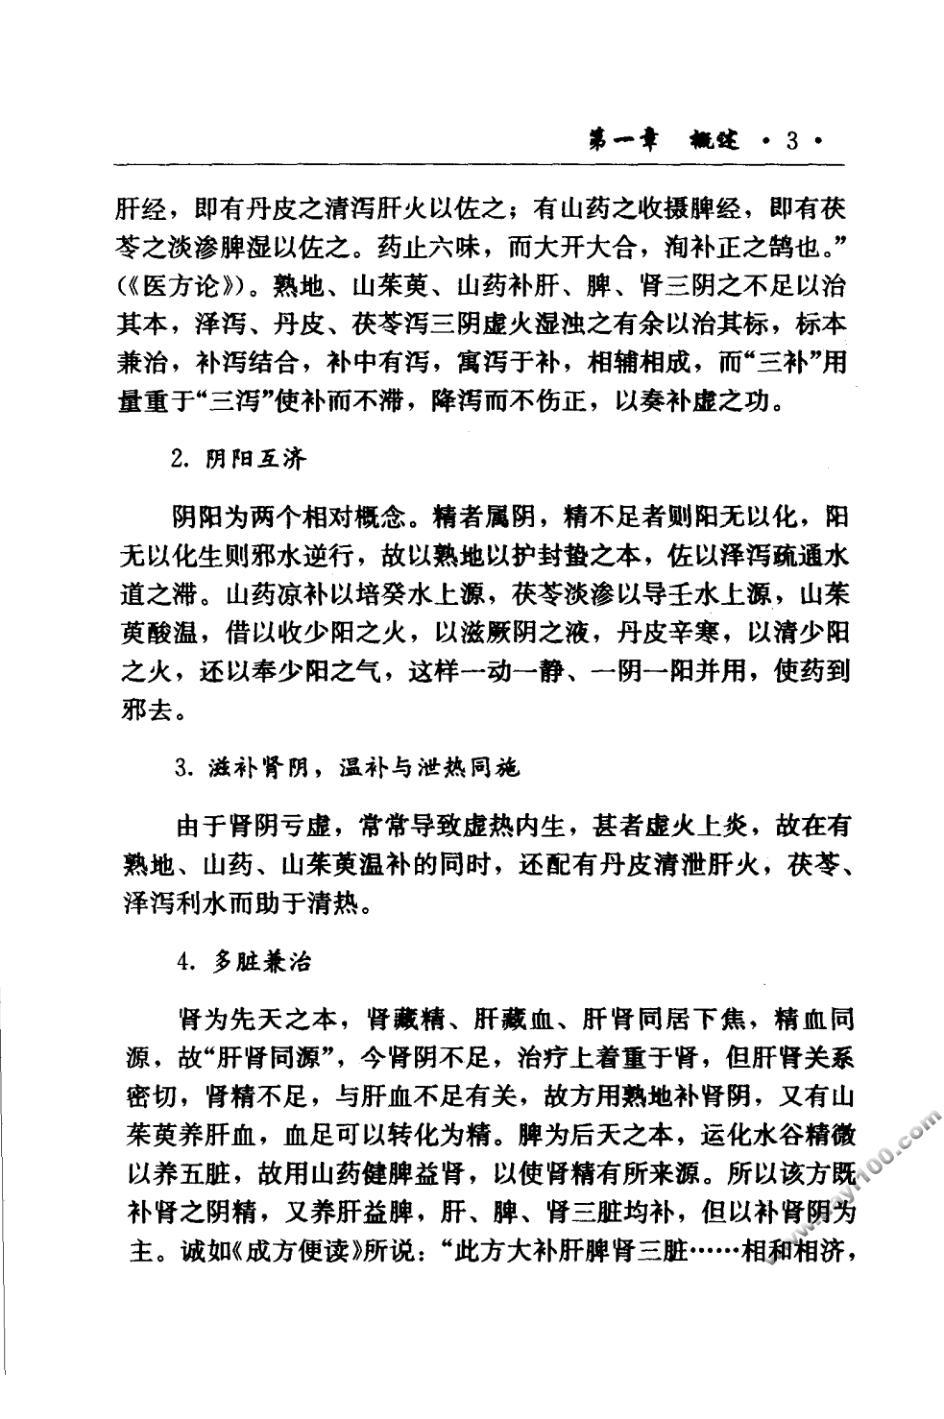 第一章 概述 · 3 ·
肝经，即有丹皮之清泻肝火以佐之；有山药之收摄脾经，即有茯
苓之淡渗脾湿以佐之。药止六味，而大开大合，洵补正之鹄也。”
（《医方论》）。熟地、山茱萸、山药补肝、脾、肾三阴之不足以治
其本，泽泻、丹皮、茯苓泻三阴虚火湿浊之有余以治其标，标本
兼治，补泻结合，补中有泻，寓泻于补，相辅相成，而“三补”用
量重于“三泻”使补而不滞，降泻而不伤正，以奏补虚之功。
2. 阴阳互济
阴阳为两个相对概念。精者属阴，精不足者则阳无以化，阳
无以化生则邪水逆行，故以熟地以护封蛰之本，佐以泽泻疏通水
道之滞。山药凉补以培癸水上源，茯苓淡渗以导壬水上源，山茱
萸酸温，借以收少阳之火，以滋厥阴之液，丹皮辛寒，以清少阳
之火，还以奉少阳之气，这样一动一静、一阴一阳并用，使药到
邪去。
3. 滋补肾阴，温补与泄热同施
由于肾阴亏虚，常常导致虚热内生，甚者虚火上炎，故在有
熟地、山药、山茱萸温补的同时，还配有丹皮清泄肝火，茯苓、
泽泻利水而助于清热。
4. 多脏兼治
肾为先天之本，肾藏精、肝藏血、肝肾同居下焦，精血同
源，故“肝肾同源”，今肾阴不足，治疗上着重于肾，但肝肾关系
密切，肾精不足，与肝血不足有关，故方用熟地补肾阴，又有山
茱萸养肝血，血足可以转化为精。脾为后天之本，运化水谷精微
以养五脏，故用山药健脾益肾，以使肾精有所来源。所以该方既
补肾之阴精，又养肝益脾，肝、脾、肾三脏均补，但以补肾阴为
主。诚如《成方便读》所说：“此方大补肝脾肾三脏……相和相济，